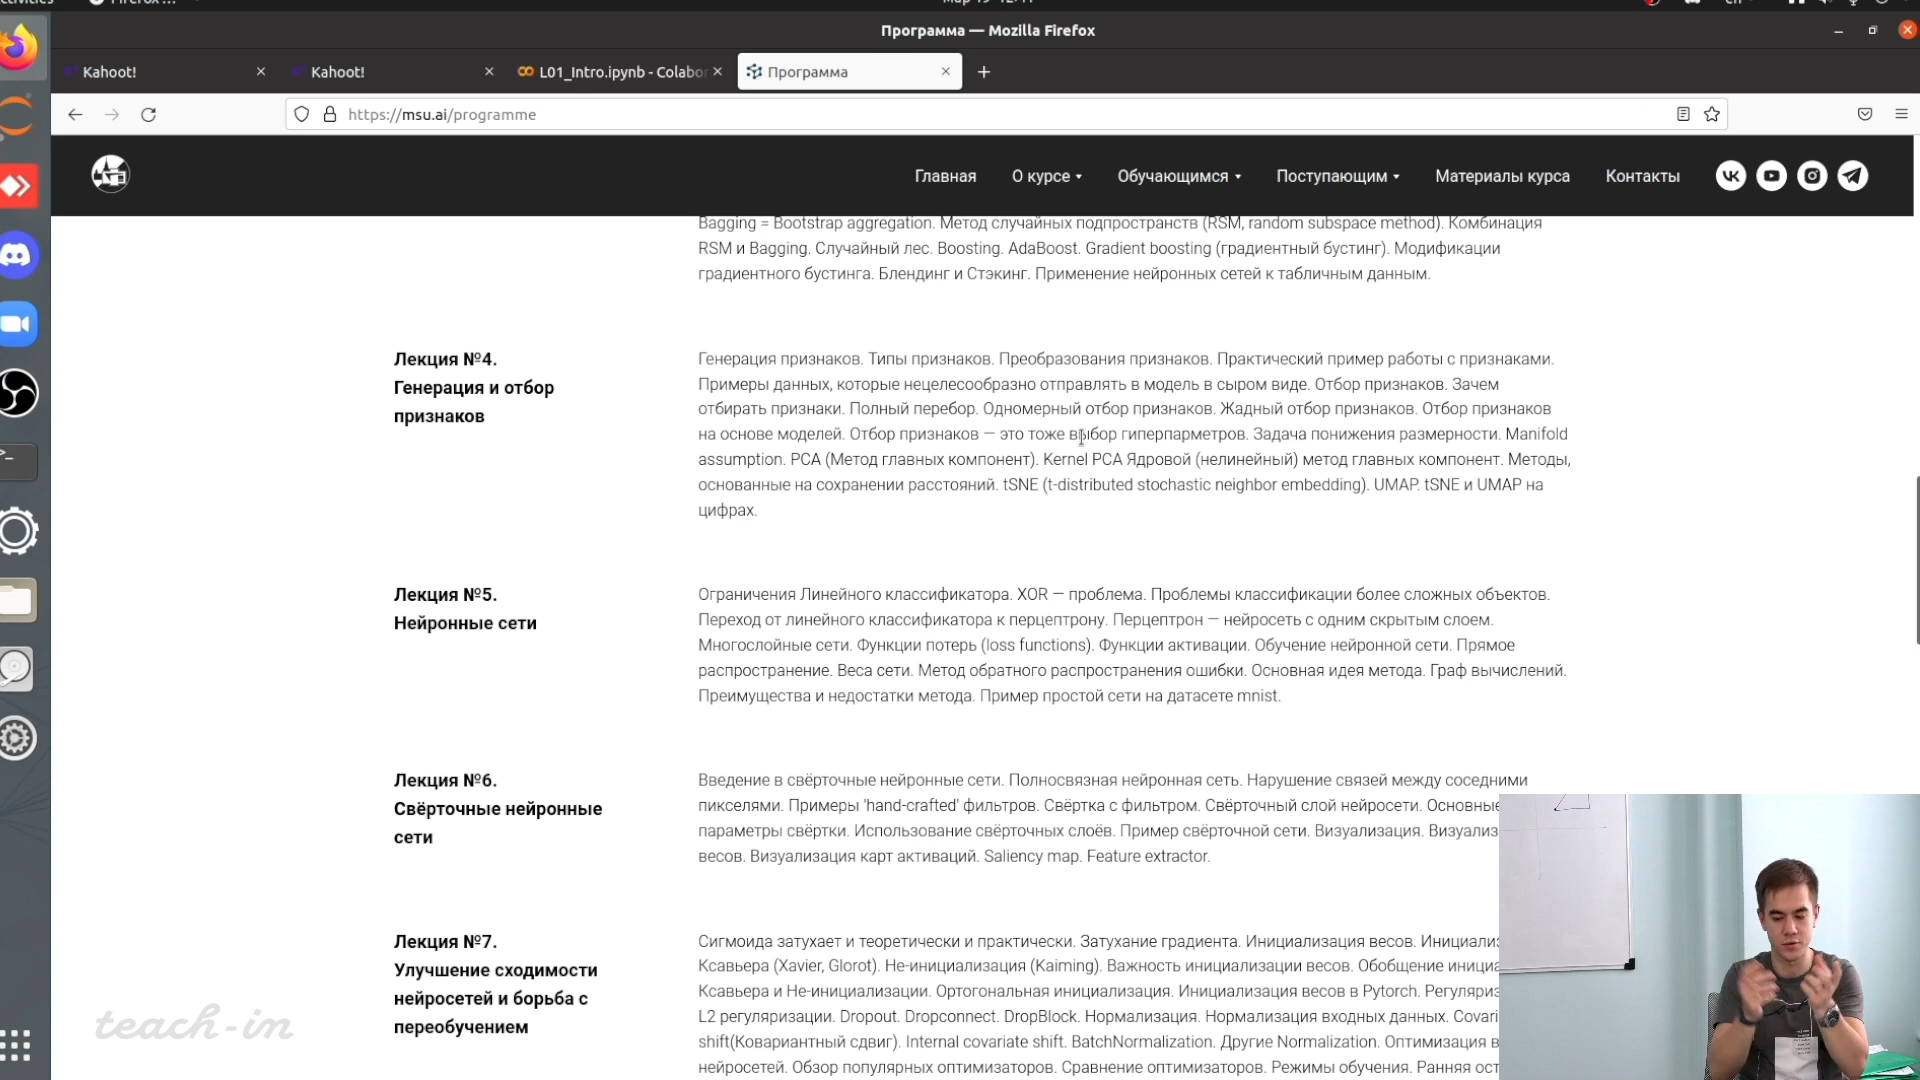 Программа — Mozilla Firefox
Kahoot!
Kahoot!
L01_Intro.ipynb - Colabor
Программа
https://msu.ai/programme
Главная
О курсе
Обучающимся
Поступающим
Материалы курса
Контакты
Bagging = Bootstrap aggregation. Метод случайных подпространств (RSM, random subspace method). Комбинация
RSM и Bagging. Случайный лес. Boosting. AdaBoost. Gradient boosting (градиентный бустинг). Модификации
градиентного бустинга. Блендинг и Стэкинг. Применение нейронных сетей к табличным данным.
Лекция №4.
Генерация и отбор
признаков
Генерация признаков. Типы признаков. Преобразования признаков. Практический пример работы с признаками.
Примеры данных, которые нецелесообразно отправлять в модель в сыром виде. Отбор признаков. Зачем
отбирать признаки. Полный перебор. Одномерный отбор признаков. Жадный отбор признаков. Отбор признаков
на основе моделей. Отбор признаков — это тоже выбор гиперпарметров. Задача понижения размерности. Manifold
assumption. PCA (Метод главных компонент). Kernel PCA Ядровой (нелинейный) метод главных компонент. Методы,
основанные на сохранении расстояний. tSNE (t-distributed stochastic neighbor embedding). UMAP. tSNE и UMAP на
цифрах.
Лекция №5.
Нейронные сети
Ограничения Линейного классификатора. XOR — проблема. Проблемы классификации более сложных объектов.
Переход от линейного классификатора к перцептрону. Перцептрон — нейросеть с одним скрытым слоем.
Многослойные сети. Функции потерь (loss functions). Функции активации. Обучение нейронной сети. Прямое
распространение. Веса сети. Метод обратного распространения ошибки. Основная идея метода. Граф вычислений.
Преимущества и недостатки метода. Пример простой сети на датасете mnist.
Лекция №6.
Свёрточные нейронные
сети
Введение в свёрточные нейронные сети. Полносвязная нейронная сеть. Нарушение связей между соседними
пикселями. Примеры 'hand-crafted' фильтров. Свёртка с фильтром. Свёрточный слой нейросети. Основные
параметры свёртки. Использование свёрточных слоёв. Пример свёрточной сети. Визуализация. Визуализ
весов. Визуализация карт активаций. Saliency map. Feature extractor.
Лекция №7.
Улучшение сходимости
нейросетей и борьба с
переобучением
Сигмоида затухает и теоретически и практически. Затухание градиента. Инициализация весов. Инициализ
Ксавьера (Xavier, Glorot). Не-инициализация (Kaiming). Важность инициализации весов. Обобщение инициа
Ксавьера и Не-инициализации. Ортогональная инициализация. Инициализация весов в Pytorch. Регуляриз
L2 регуляризации. Dropout. Dropconnect. DropBlock. Нормализация. Нормализация входных данных. Covari
shift(Ковариантный сдвиг). Internal covariate shift. BatchNormalization. Другие Normalization. Оптимизация в
нейросетей. Обзор популярных оптимизаторов. Сравнение оптимизаторов. Режимы обучения. Ранняя ост
teach-in